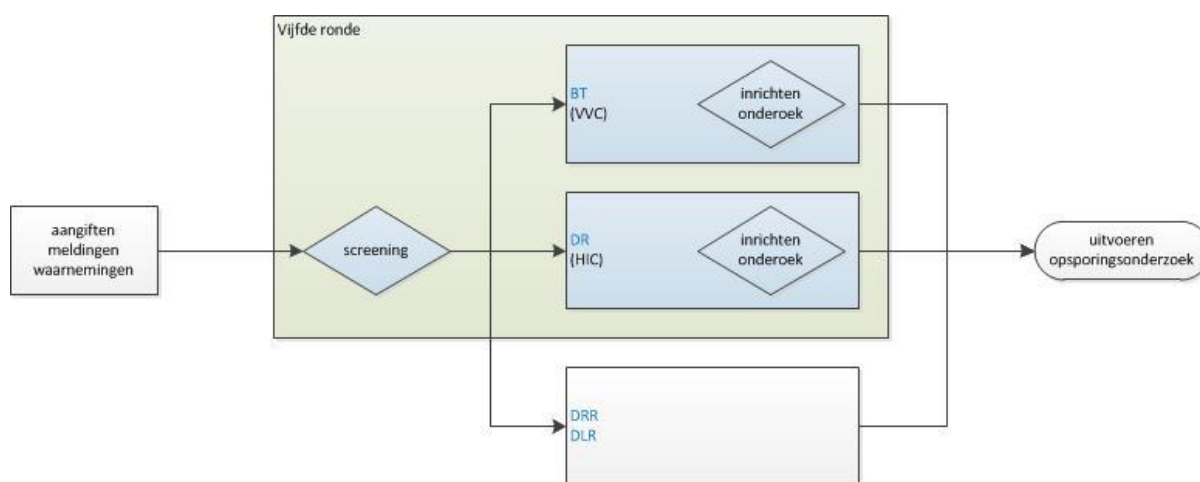 Vijfde ronde
BT
(VVC)
inrichten
onderoek
aangiften
meldingen
waarnemingen
screening
DR
(HIC)
inrichten
onderoek
uitvoeren
opsporingsonderzoek
DRR
DLR